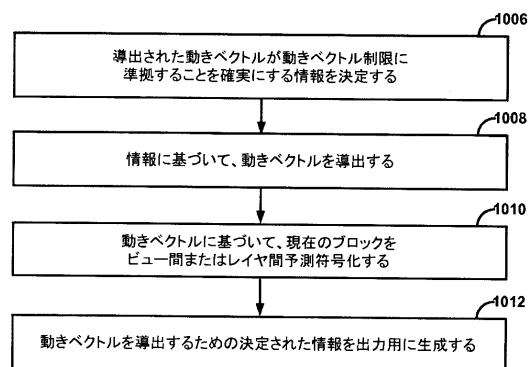 1006
導出された動きベクトルが動きベクトル制限に
準拠することを確実にする情報を決定する
1008
情報に基づいて、動きベクトルを導出する
1010
動きベクトルに基づいて、現在のブロックを
ビュー間またはレイヤ間予測符号化する
1012
動きベクトルを導出するための決定された情報を出力用に生成する